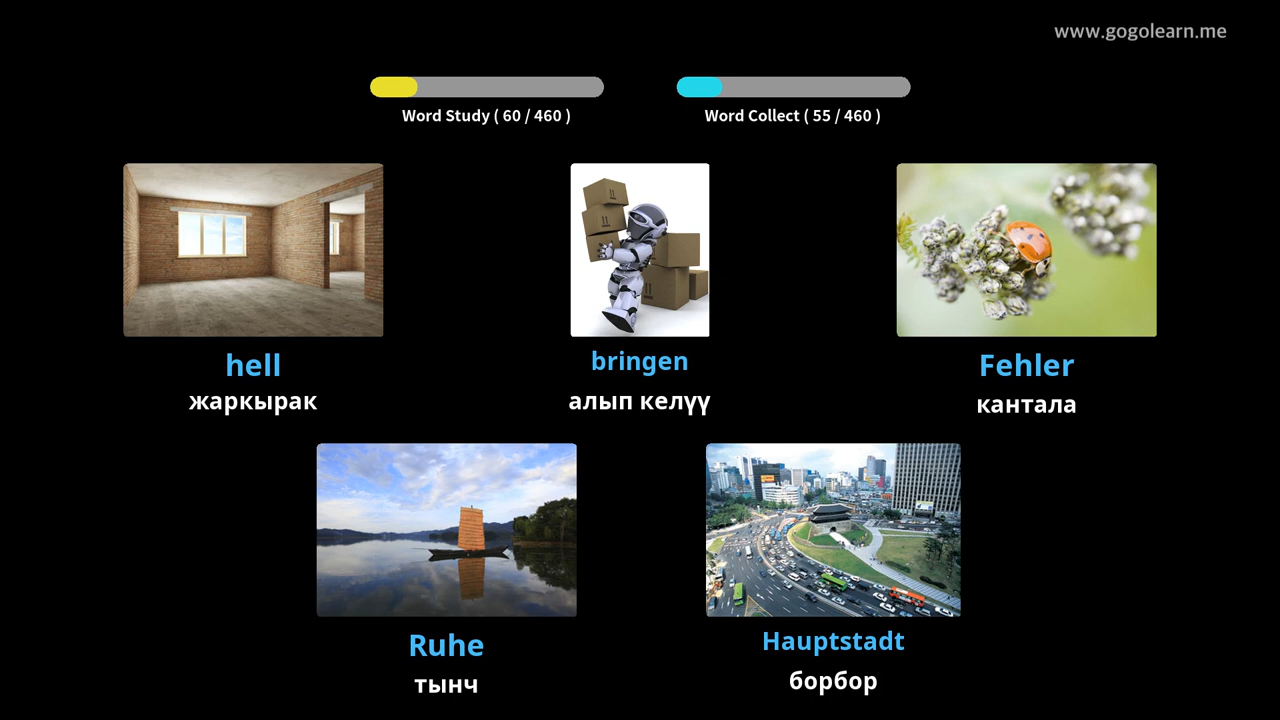 www.gogolearn.me
Word Study ( 60 / 460 )
Word Collect ( 55 / 460 )
hell
жаркырак
bringen
алып келүү
Fehler
кантала
Ruhe
тынч
Hauptstadt
борбор